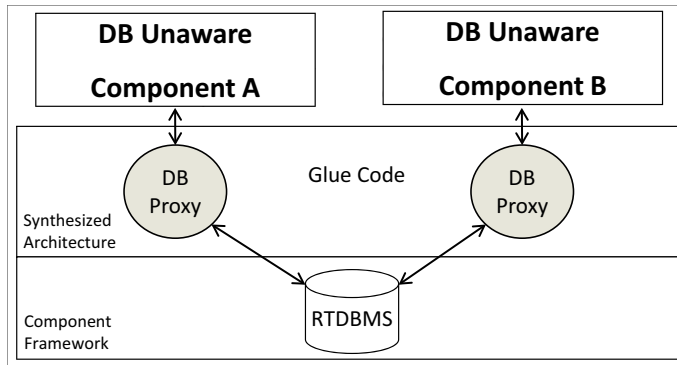 DB Unaware
Component A
DB Unaware
Component B
DB
Proxy
Glue Code
DB
Proxy
Synthesized
Architecture
RTDBMS
Component
Framework